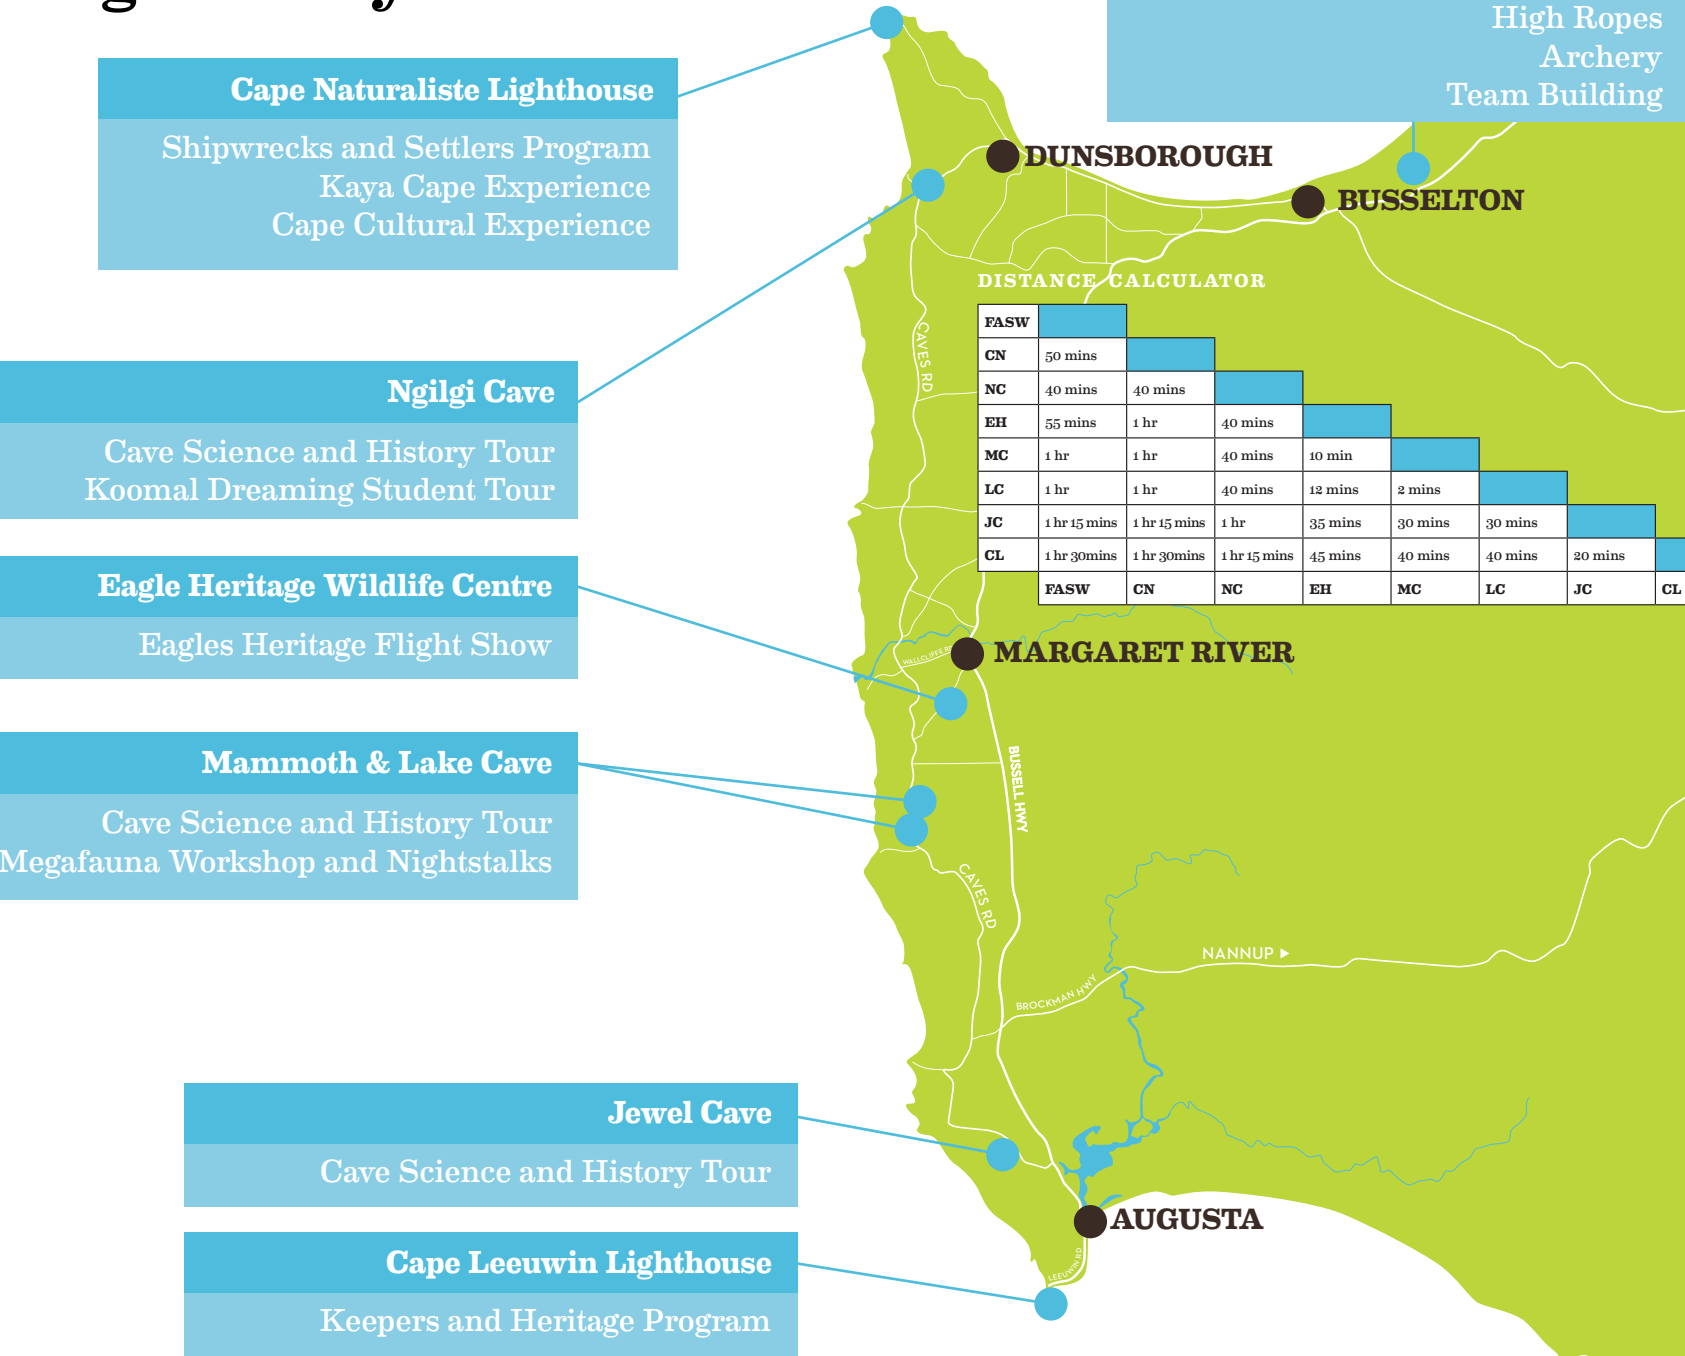 High Ropes
Archery
Team Building
Cape Naturaliste Lighthouse
Shipwrecks and Settlers Program
Kaya Cape Experience
Cape Cultural Experience
DUNSBOROUGH
BUSSELTON
DISTANCE CALCULATOR
FASW
CN 50 mins
NC 40 mins 40 mins
EH 55 mins 1 hr 40 mins
MC 1 hr 1 hr 40 mins 10 min
LC 1 hr 1 hr 40 mins 12 mins 2 mins
JC 1 hr 15 mins 1 hr 15 mins 1 hr 35 mins 30 mins 30 mins
CL 1 hr 30mins 1 hr 30mins 1 hr 15 mins 45 mins 40 mins 40 mins 20 mins
FASW CN NC EH MC LC JC CL
CAVES RD
Ngilgi Cave
Cave Science and History Tour
Koomal Dreaming Student Tour
Eagle Heritage Wildlife Centre
Eagles Heritage Flight Show
WALLCLIFFE RD
MARGARET RIVER
Mammoth & Lake Cave
Cave Science and History Tour
Megafauna Workshop and Nightstalks
BUSSELL HWY
CAVES RD
NANNUP
BROCKMAN HWY
Jewel Cave
Cave Science and History Tour
AUGUSTA
Cape Leeuwin Lighthouse
Keepers and Heritage Program
LEEUWIN RD